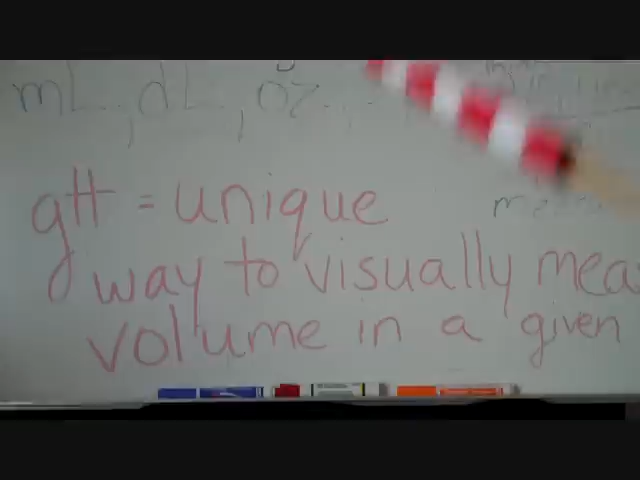 mL, dL, oz.,
gtt = unique
way to visually mea
volume in a given